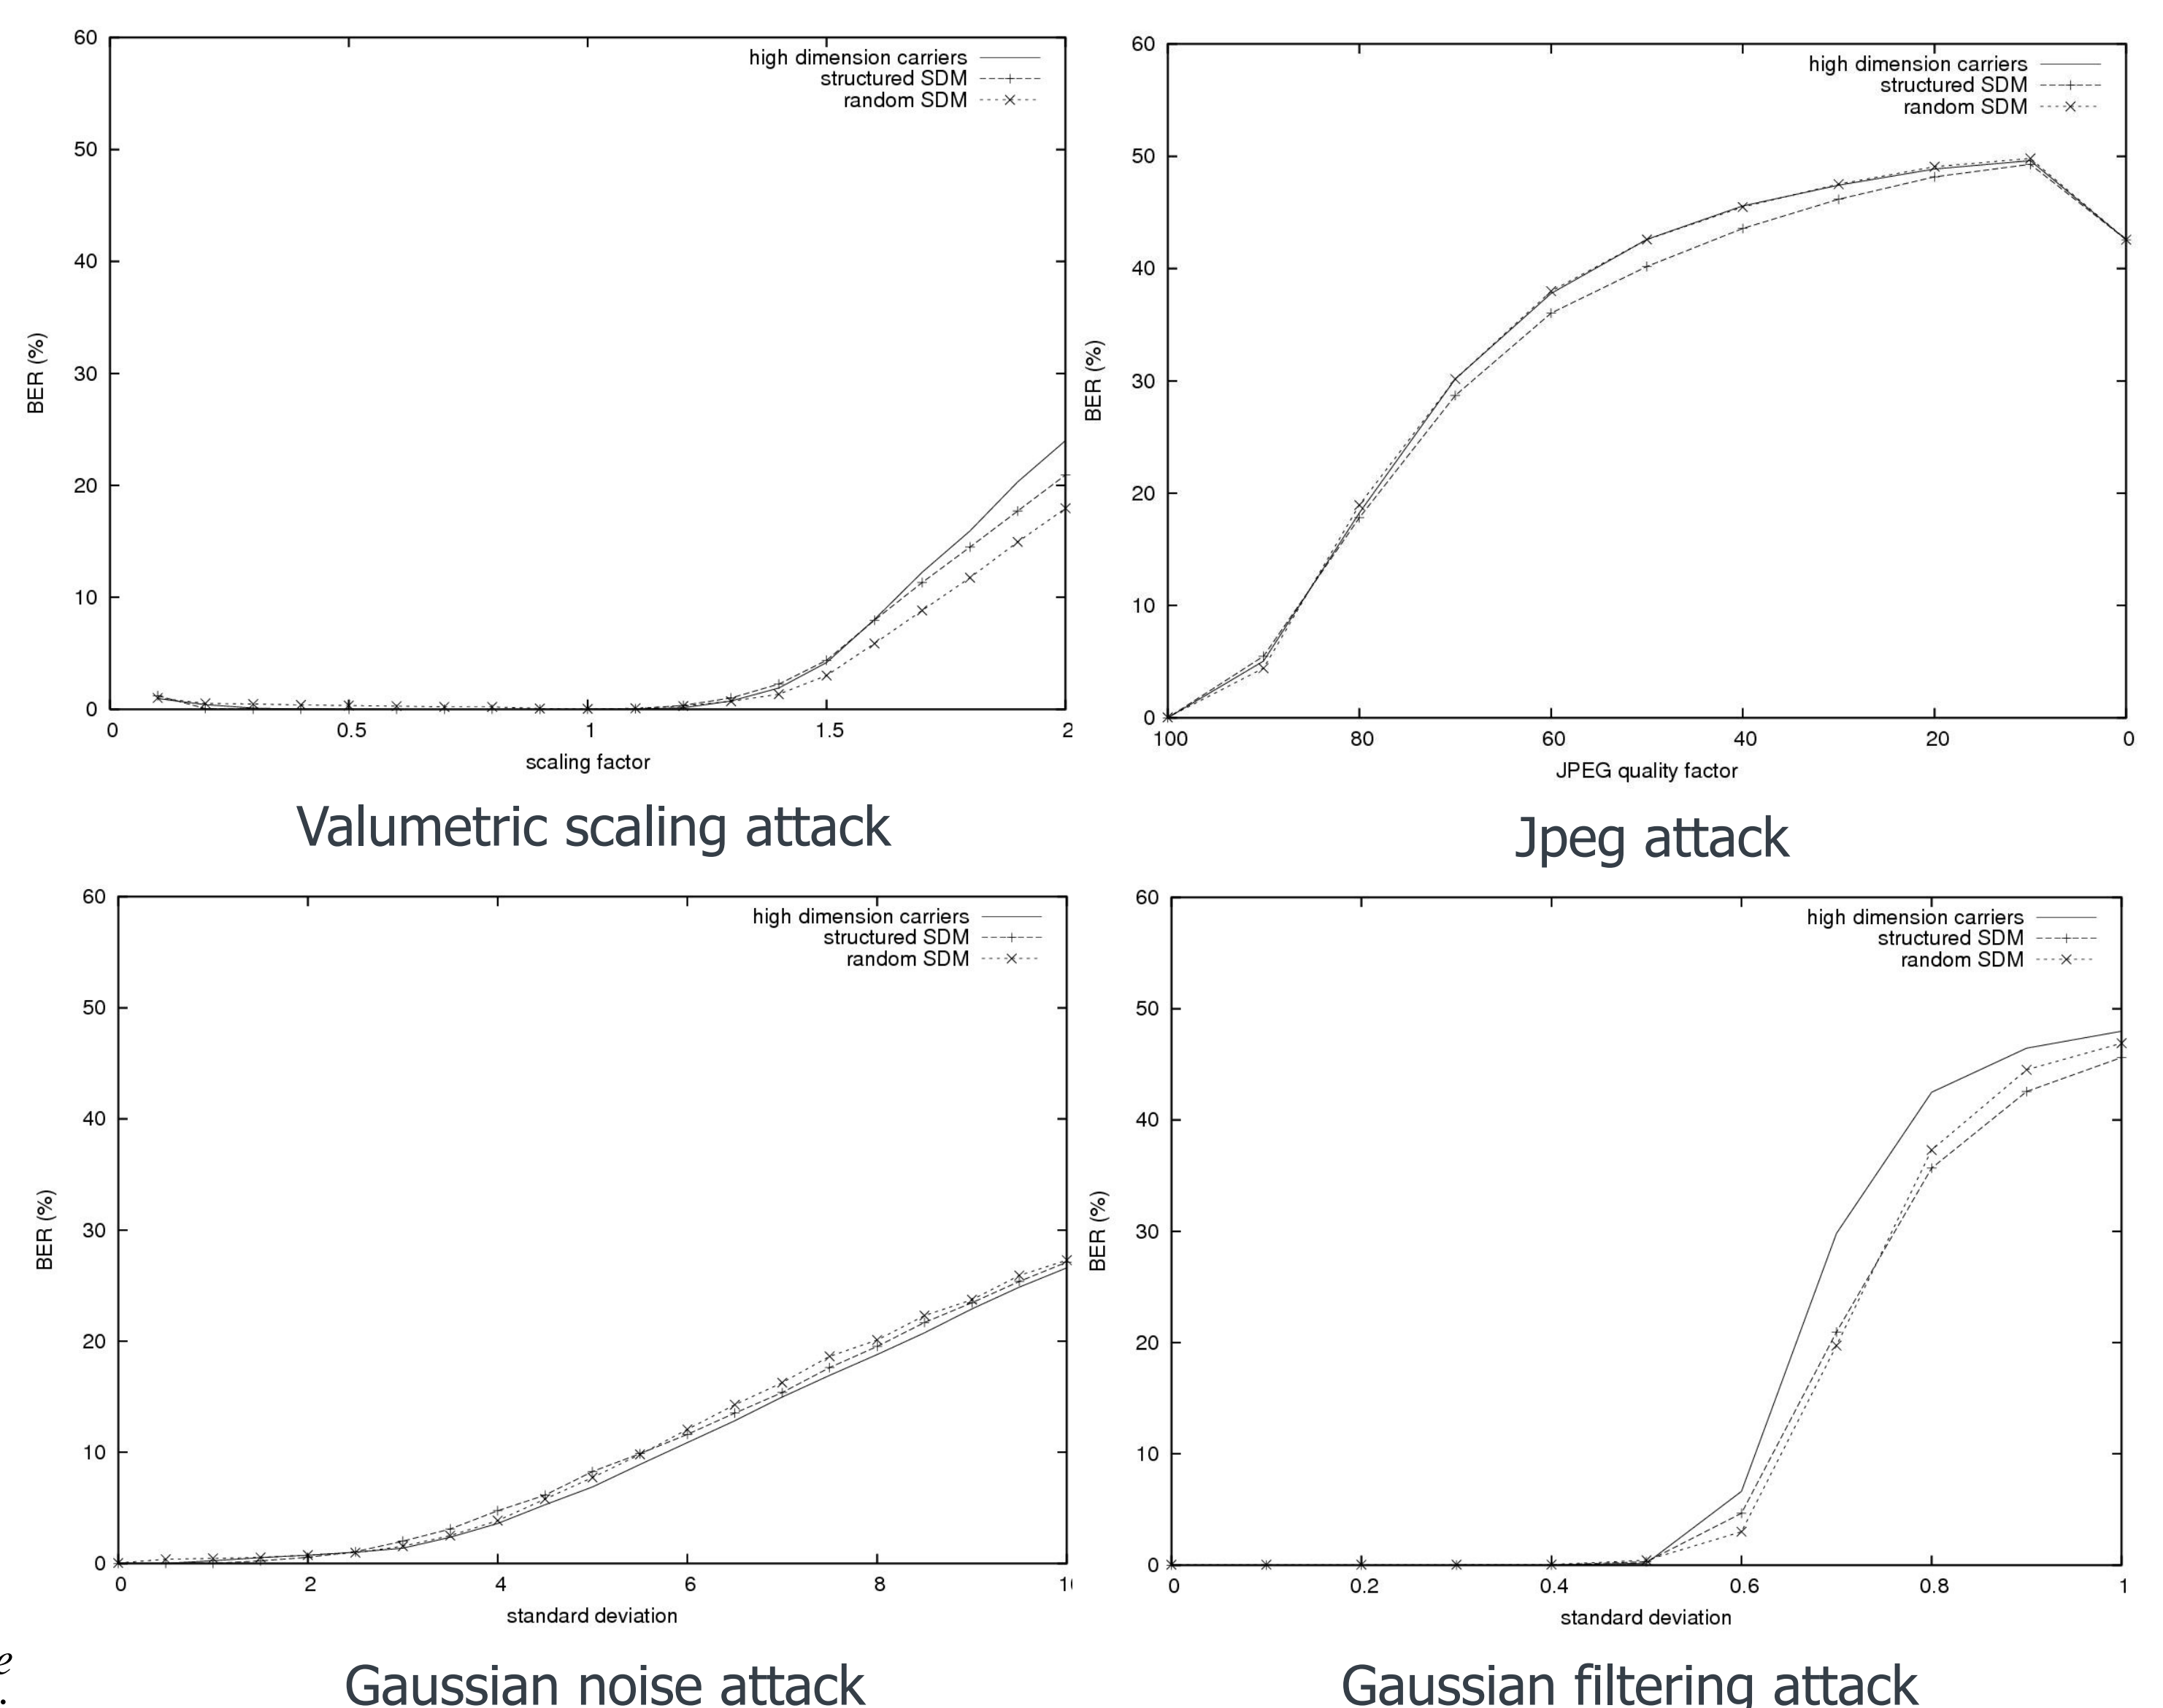 60
50
40
30
20
10
0
BER (%)
high dimension carriers
structured SDM
random SDM
0 0.5 1 1.5 2
scaling factor
Valumetric scaling attack
60
50
40
30
20
10
0
BER (%)
high dimension carriers
structured SDM
random SDM
100 80 60 40 20 0
JPEG quality factor
Jpeg attack
60
50
40
30
20
10
0
BER (%)
high dimension carriers
structured SDM
random SDM
0 2 4 6 8
standard deviation
Gaussian noise attack
60
50
40
30
20
10
0
BER (%)
high dimension carriers
structured SDM
random SDM
0 0.2 0.4 0.6 0.8 1
standard deviation
Gaussian filtering attack